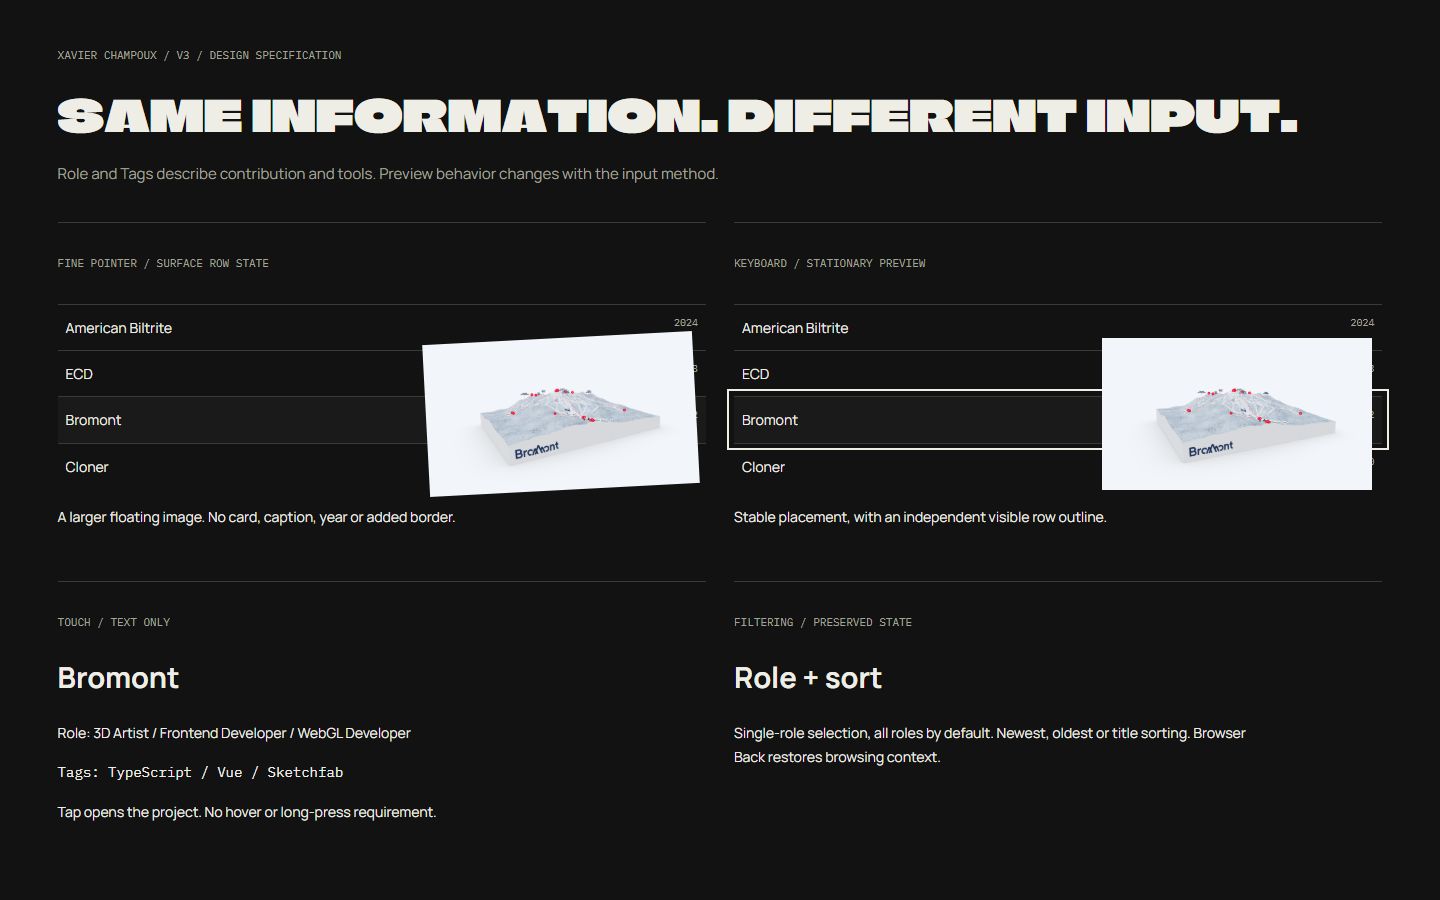 XAVIER CHAMPOUX / V3 / DESIGN SPECIFICATION
SAME INFORMATION. DIFFERENT INPUT.
Role and Tags describe contribution and tools. Preview behavior changes with the input method.
FINE POINTER / SURFACE ROW STATE
American Biltrite
2024
ECD
Bromont
Bromont
Cloner
A larger floating image. No card, caption, year or added border.
KEYBOARD / STATIONARY PREVIEW
American Biltrite
2024
ECD
Bromont
Bromont
Cloner
Stable placement, with an independent visible row outline.
TOUCH / TEXT ONLY
Bromont
Role: 3D Artist / Frontend Developer / WebGL Developer
Tags: TypeScript / Vue / Sketchfab
Tap opens the project. No hover or long-press requirement.
FILTERING / PRESERVED STATE
Role + sort
Single-role selection, all roles by default. Newest, oldest or title sorting. Browser
Back restores browsing context.